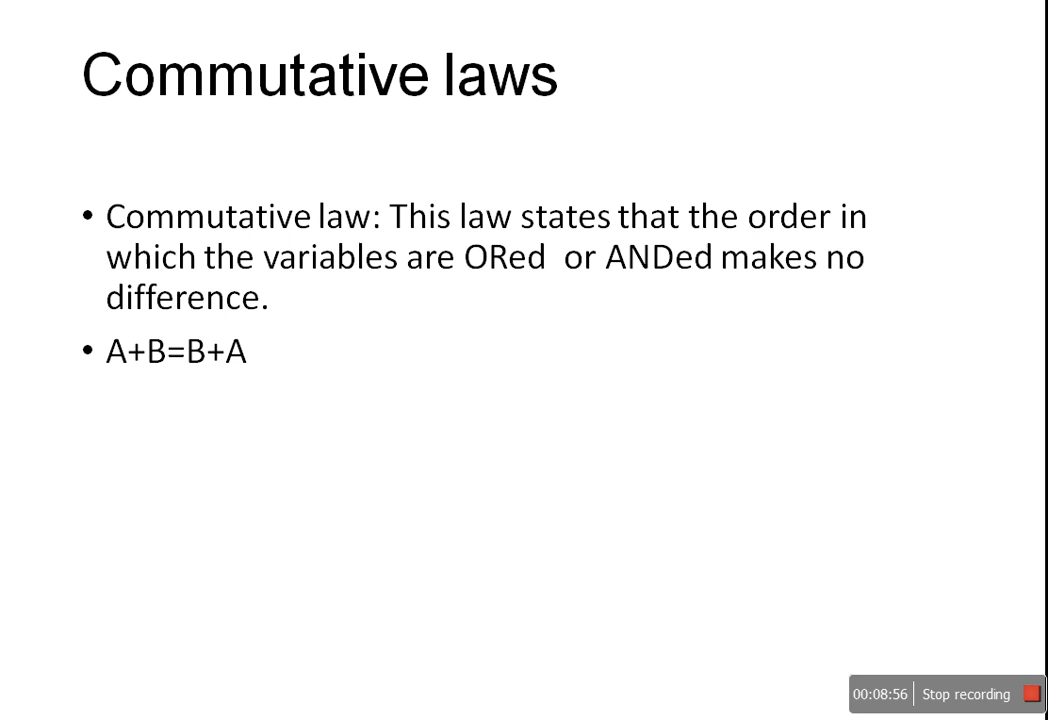 Commutative laws
• Commutative law: This law states that the order in
which the variables are ORed  or ANDed makes no
difference.
• A+B=B+A
00:08:56 Stop recording